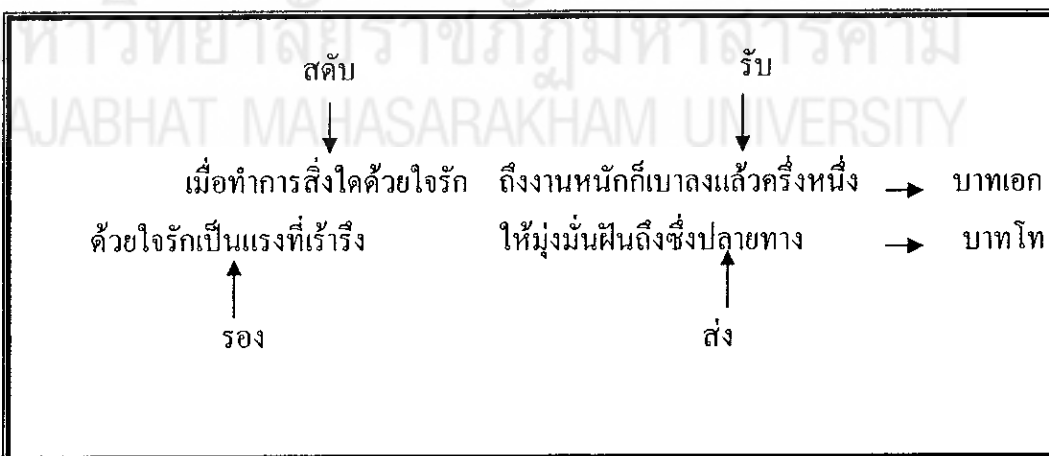 หาวิทยาลัยราชภัฏมหาสารคาม
AJABHAT MAHASARAKHAM UNIVERSITY
สดับ รับ
เมื่อทำการสิ่งใดด้วยใจรัก ถึงงานหนักก็เบาลงแล้วครึ่งหนึ่ง → บาทเอก
ด้วยใจรักเป็นแรงที่เร้ารึง ให้มุ่งมั่นฝันถึงซึ่งปลายทาง → บาทโท
รอง ส่ง